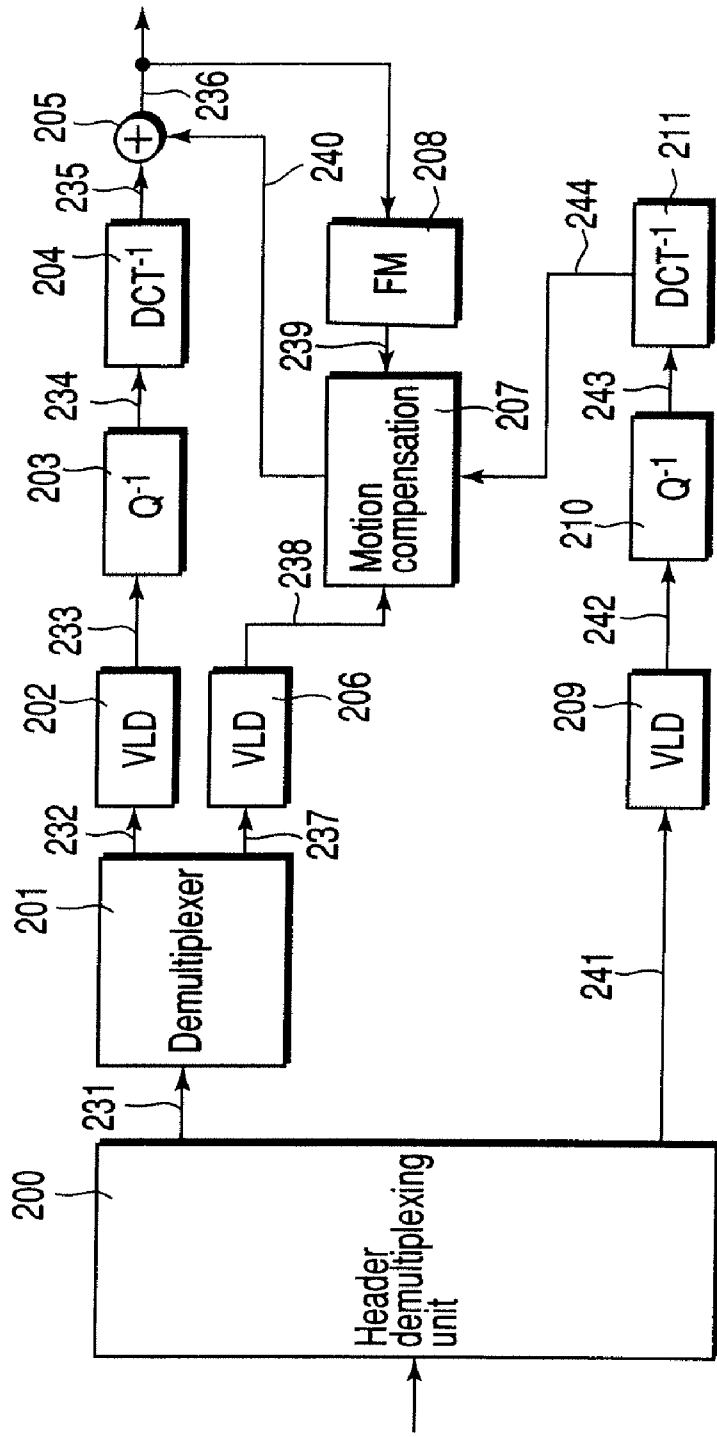 200
Header
demultiplexing
unit
231
201
Demultiplexer
232
202
VLD
233
203
Q-1
234
204
DCT-1
235
205
+
236
237
VLD
206
238
Motion
compensation
207
239
FM
208
240
241
209
VLD
242
210
Q-1
243
DCT-1
211
244